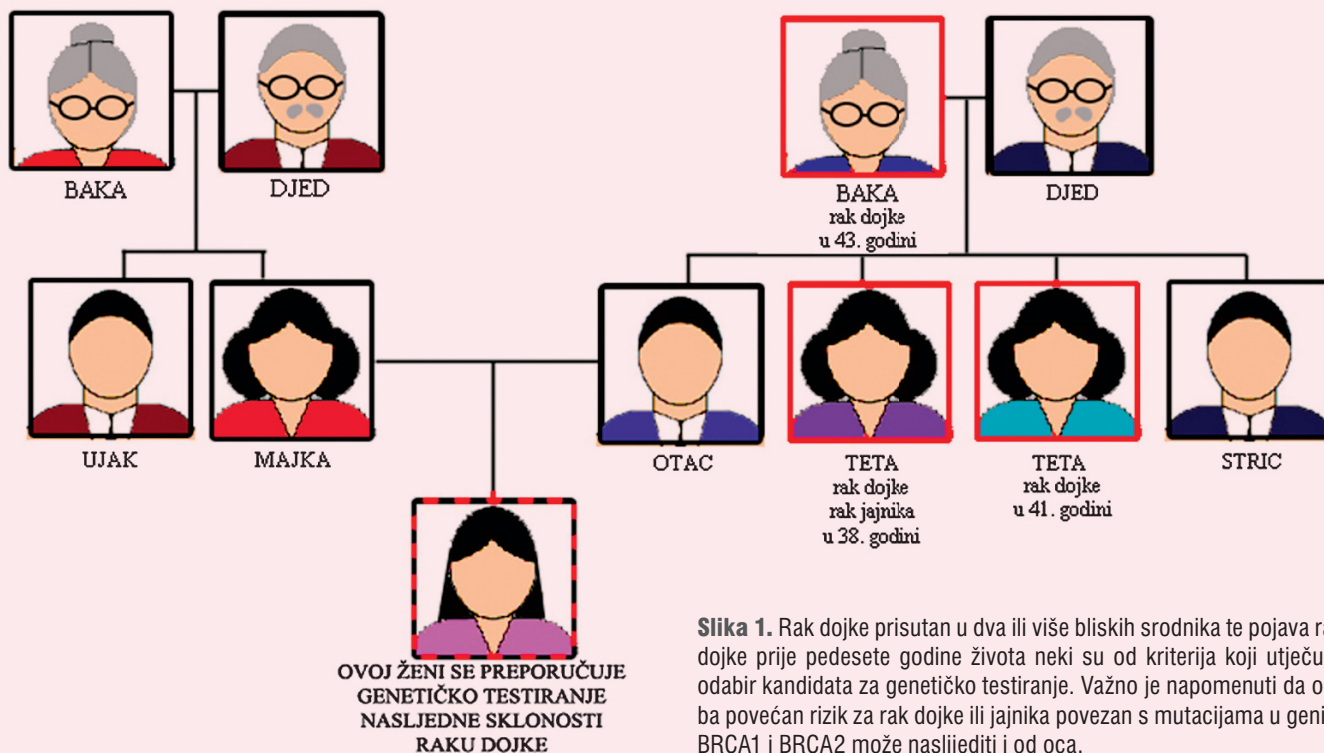 BAKA
DJED
BAKA
rak dojke
u 43. godini
DJED
UJAK
MAJKA
OTAC
TETA
rak dojke
rak jajnika
u 38. godini
TETA
rak dojke
u 41. godini
STRIC
OVOJ ŽENI SE PREPORUČUJE
GENETIČKO TESTIRANJE
NASLJEDNE SKLONOSTI
RAKU DOJKE
Slika 1. Rak dojke prisutan u dva ili više bliskih srodnika te pojava
dojke prije pedesete godine života neki su od kriterija koji utječu
odabir kandidata za genetičko testiranje. Važno je napomenuti da
ba povećan rizik za rak dojke ili jajnika povezan s mutacijama u
BRCA1 i BRCA2 može naslijediti i od oca.